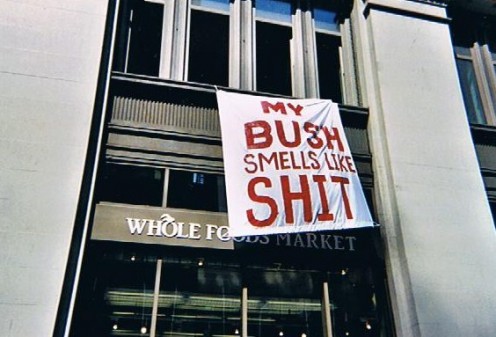 MY
BUSH
SMELLS LIKE
SHIT
WHOLE FOODS MARKET